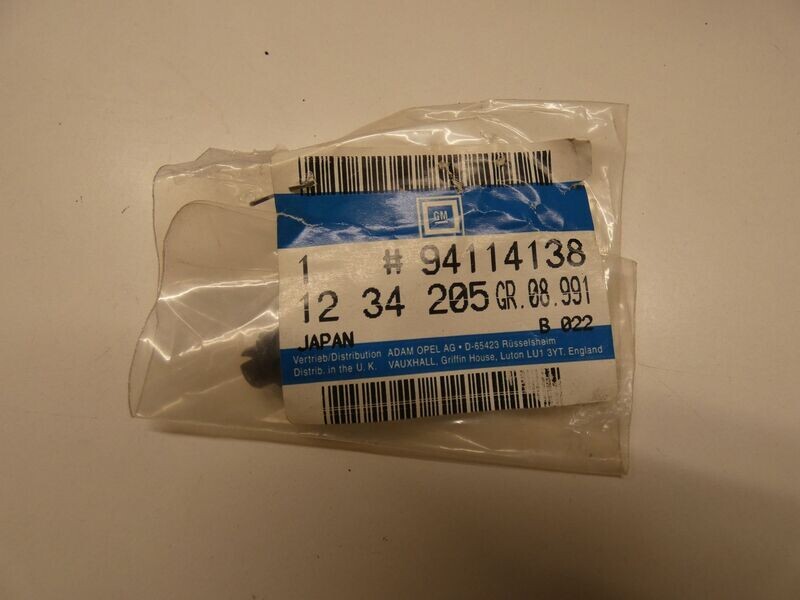 GM
1 # 94114138
12 34 205 GR.08.991
JAPAN B 022
Vertrieb/Distribution ADAM OPEL AG • D-65423 Rüsselsheim
Distrib. in the U. K. VAUXHALL, Griffin House, Luton LU1 3YT. England